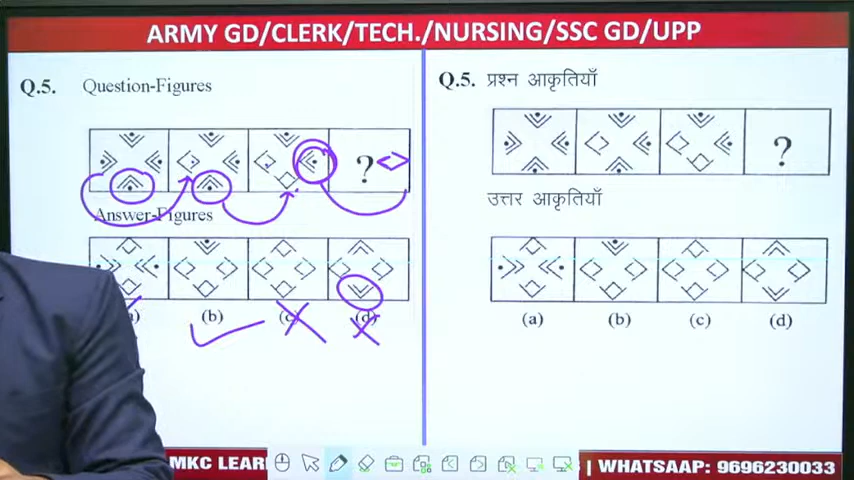 ARMY GD/CLERK/TECH./NURSING/SSC GD/UPP
Q.5. Question-Figures
?
Answer-Figures
(b)
(d)
Q.5. प्रश्न आकृतियाँ
?
उत्तर आकृतियाँ
(a) (b) (c) (d)
MKC LEAR
| WHATSAAP: 9696230033